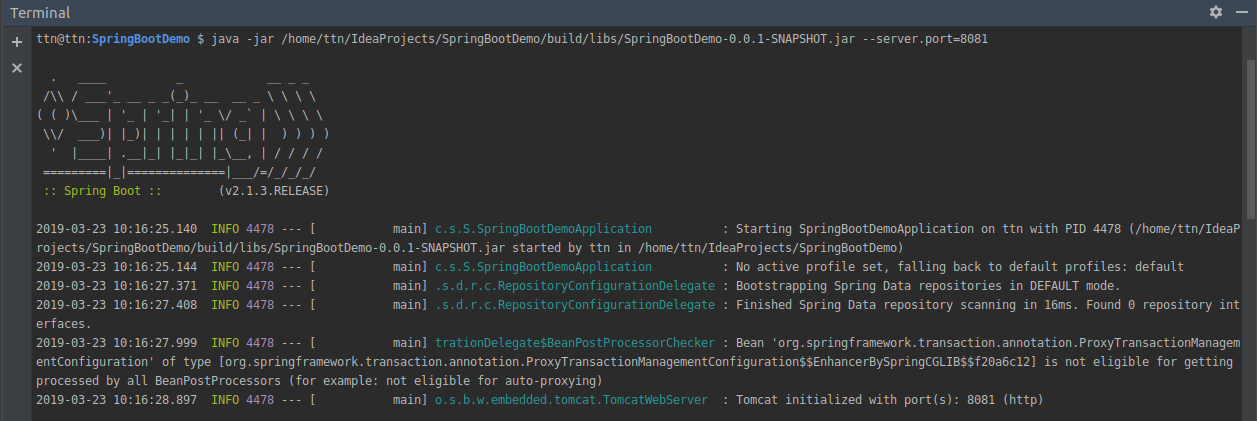 Terminal
ttn@ttn:SpringBootDemo $ java -jar /home/ttn/IdeaProjects/SpringBootDemo/build/libs/SpringBootDemo-0.0.1-SNAPSHOT.jar --server.port=8081
  .   ____          _            __ _ _
 /\\ / ___'_ __ _ _(_)_ __  __ _ \ \ \ \
( ( )\___ | '_ | '_| | '_ \/ _` | \ \ \ \
 \\/  ___)| |_)| | | | | || (_| |  ) ) ) )
  '  |____| .__|_| |_|_| |_\__, | / / / /
 =========|_|==============|___/=/_/_/_/
 :: Spring Boot ::        (v2.1.3.RELEASE)
2019-03-23 10:16:25.140  INFO 4478 --- [           main] c.s.S.SpringBootDemoApplication          : Starting SpringBootDemoApplication on ttn with PID 4478 (/home/ttn/IdeaP
rojects/SpringBootDemo/build/libs/SpringBootDemo-0.0.1-SNAPSHOT.jar started by ttn in /home/ttn/IdeaProjects/SpringBootDemo)
2019-03-23 10:16:25.144  INFO 4478 --- [           main] c.s.S.SpringBootDemoApplication          : No active profile set, falling back to default profiles: default
2019-03-23 10:16:27.371  INFO 4478 --- [           main] .s.d.r.c.RepositoryConfigurationDelegate : Bootstrapping Spring Data repositories in DEFAULT mode.
2019-03-23 10:16:27.408  INFO 4478 --- [           main] .s.d.r.c.RepositoryConfigurationDelegate : Finished Spring Data repository scanning in 16ms. Found 0 repository int
erfaces.
2019-03-23 10:16:27.999  INFO 4478 --- [           main] trationDelegate$BeanPostProcessorChecker : Bean 'org.springframework.transaction.annotation.ProxyTransactionManagem
entConfiguration' of type [org.springframework.transaction.annotation.ProxyTransactionManagementConfiguration$$EnhancerBySpringCGLIB$$f20a6c12] is not eligible for getting
processed by all BeanPostProcessors (for example: not eligible for auto-proxying)
2019-03-23 10:16:28.897  INFO 4478 --- [           main] o.s.b.w.embedded.tomcat.TomcatWebServer  : Tomcat initialized with port(s): 8081 (http)